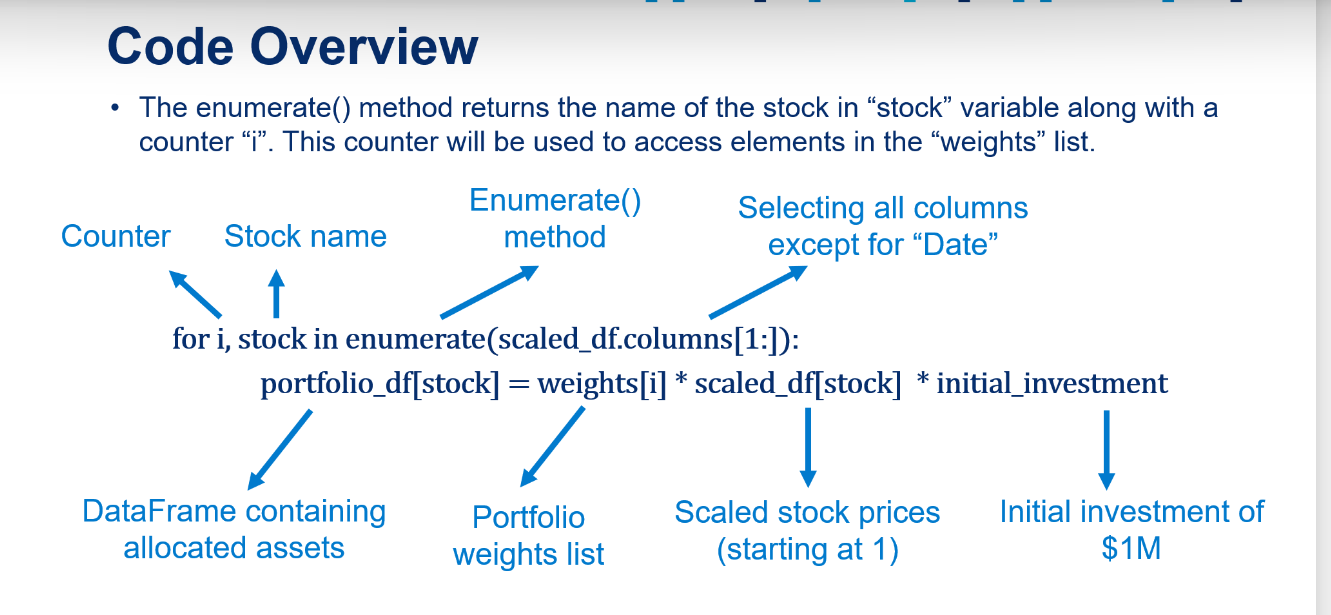 Code Overview
• The enumerate() method returns the name of the stock in “stock” variable along with a
counter “i”. This counter will be used to access elements in the “weights” list.
Counter
Stock name
Enumerate()
method
Selecting all columns
except for “Date”
for i, stock in enumerate(scaled_df.columns[1:]):
portfolio_df[stock] = weights[i] * scaled_df[stock] * initial_investment
DataFrame containing
allocated assets
Portfolio
weights list
Scaled stock prices
(starting at 1)
Initial investment of
$1M